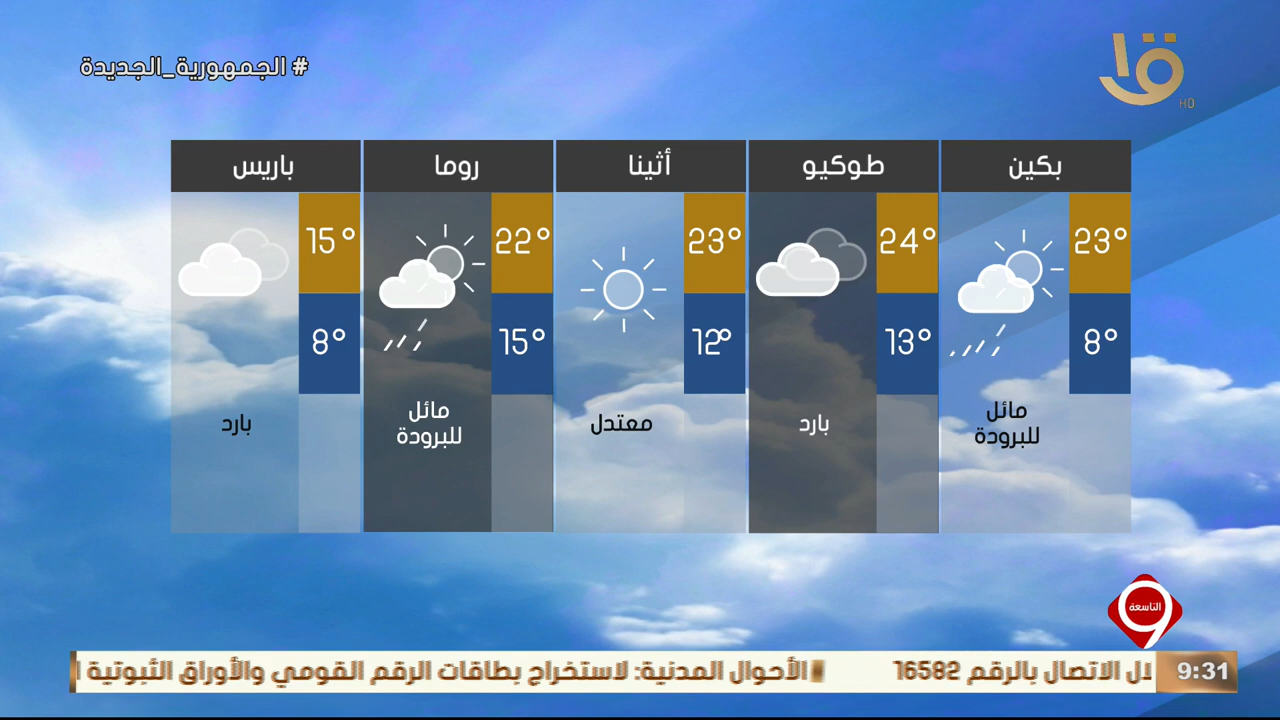 # الجمهورية_الجديدة
HD
بكين
23°
8°
مائل
للبرودة
طوكيو
24°
13°
بارد
أثينا
23°
12°
معتدل
روما
22°
15°
مائل
للبرودة
باريس
15°
8°
بارد
التاسعة
9
9:31
لال الاتصال بالرقم 16582
الأحوال المدنية: لاستخراج بطاقات الرقم القومي والأوراق الثبوتية